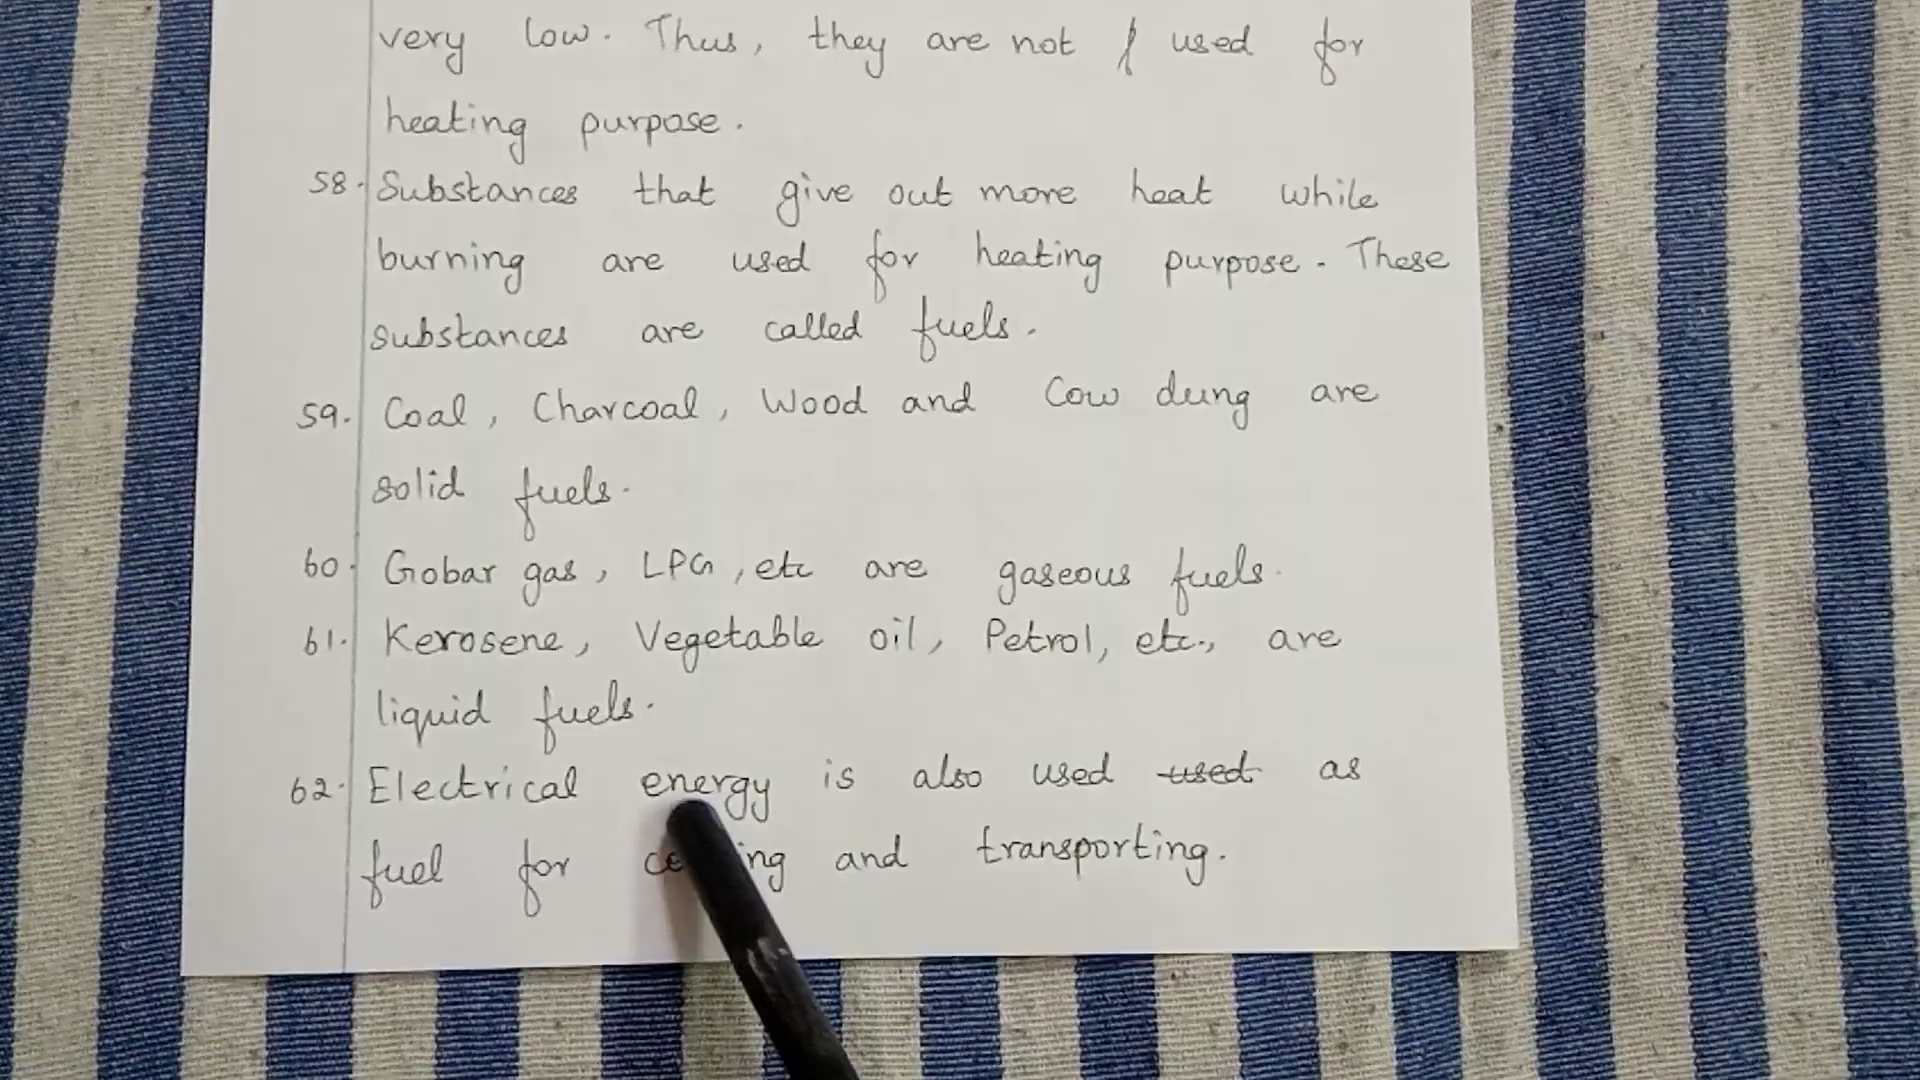 very low. Thus, they are not used for
heating purpose.
58. Substances that give out more heat while
burning are used for heating purpose. These
substances are called fuels.
59. Coal, Charcoal, Wood and Cow dung are
solid fuels.
60. Gobar gas, LPG, etc are gaseous fuels.
61. Kerosene, Vegetable oil, Petrol, etc., are
liquid fuels.
62. Electrical energy is also used used as
fuel for and transporting.